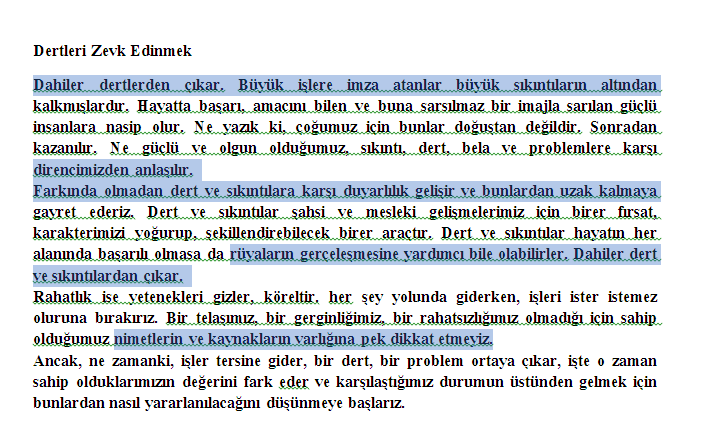 Dertleri Zevk Edinmek
Dahiler dertlerden çıkar. Büyük işlere imza atanlar büyük sıkıntıların altından
kalkmışlardır. Hayatta başarı, amacını bilen ve buna sarsılmaz bir imajla sarılan güçlü
insanlara nasip olur. Ne yazık ki, çoğumuz için bunlar doğuştan değildir. Sonradan
kazanılır. Ne güçlü ve olgun olduğumuz, sıkıntı, dert, bela ve problemlere karşı
direncimizden anlaşılır.
Farkında olmadan dert ve sıkıntılara karşı duyarlılık gelişir ve bunlardan uzak kalmaya
gayret ederiz. Dert ve sıkıntılar şahsi ve mesleki gelişmelerimiz için birer fırsat,
karakterimizi yoğurup, şekillendirebilecek birer araçtır. Dert ve sıkıntılar hayatın her
alanında başarılı olmasa da rüyaların gerçeleşmesine yardımcı bile olabilirler. Dahiler dert
ve sıkıntılardan çıkar.
Rahatlık ise yetenekleri gizler, köreltir. her şey yolunda giderken, işleri ister istemez
oluruna bırakırız. Bir telaşımız, bir gerginliğimiz, bir rahatsızlığımız olmadığı için sahip
olduğumuz nimetlerin ve kaynakların varlığına pek dikkat etmeyiz.
Ancak, ne zamanki, işler tersine gider, bir dert, bir problem ortaya çıkar, işte o zaman
sahip olduklarımızın değerini fark eder ve karşılaştığımız durumun üstünden gelmek için
bunlardan nasıl yararlanılacağını düşünmeye başlarız.